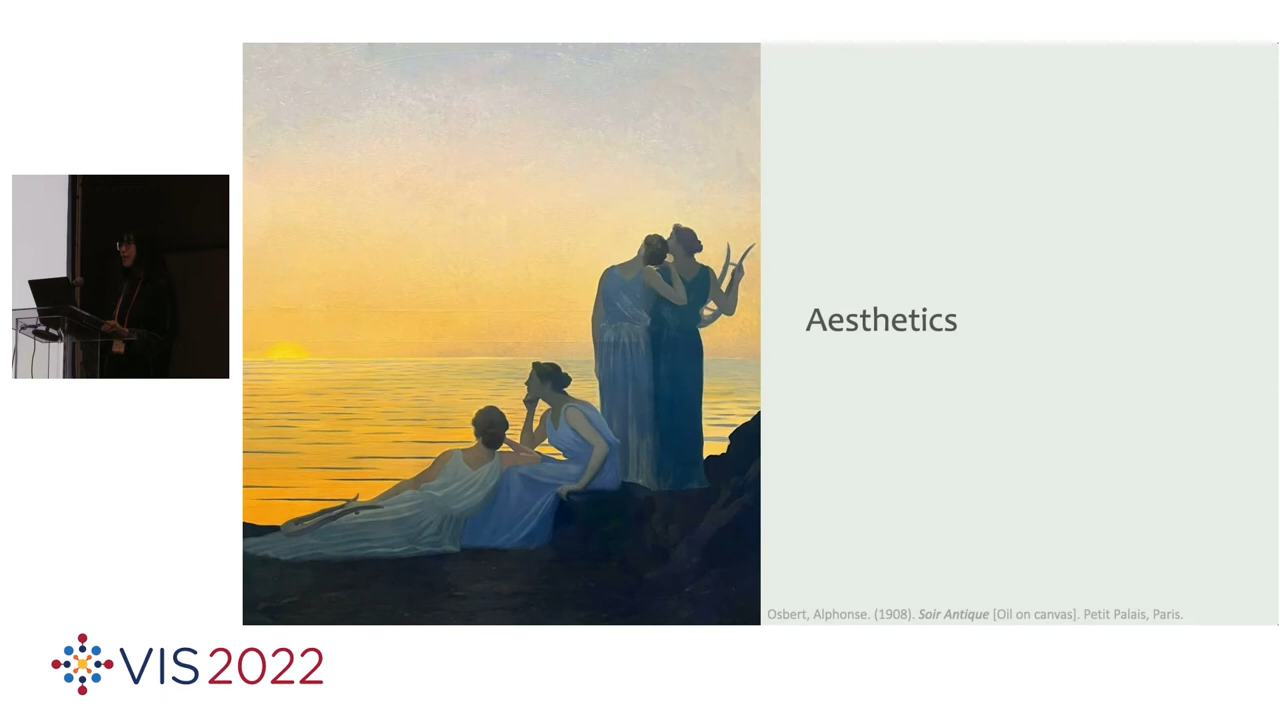 Aesthetics
Osbert, Alphonse. (1908). Soir Antique [Oil on canvas]. Petit Palais, Paris.
VIS2022